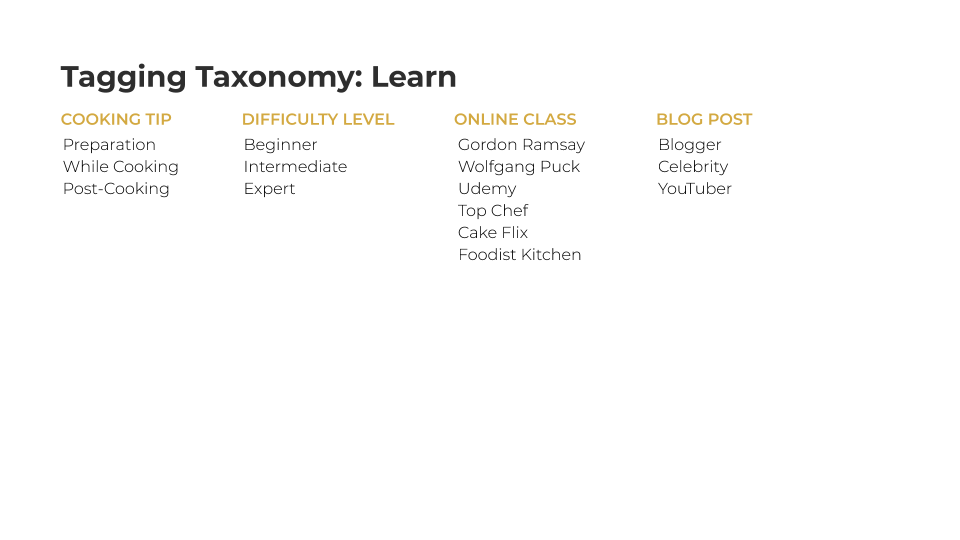 Tagging Taxonomy: Learn
COOKING TIP
Preparation
While Cooking
Post-Cooking
DIFFICULTY LEVEL
Beginner
Intermediate
Expert
ONLINE CLASS
Gordon Ramsay
Wolfgang Puck
Udemy
Top Chef
Cake Flix
Foodist Kitchen
BLOG POST
Blogger
Celebrity
YouTuber